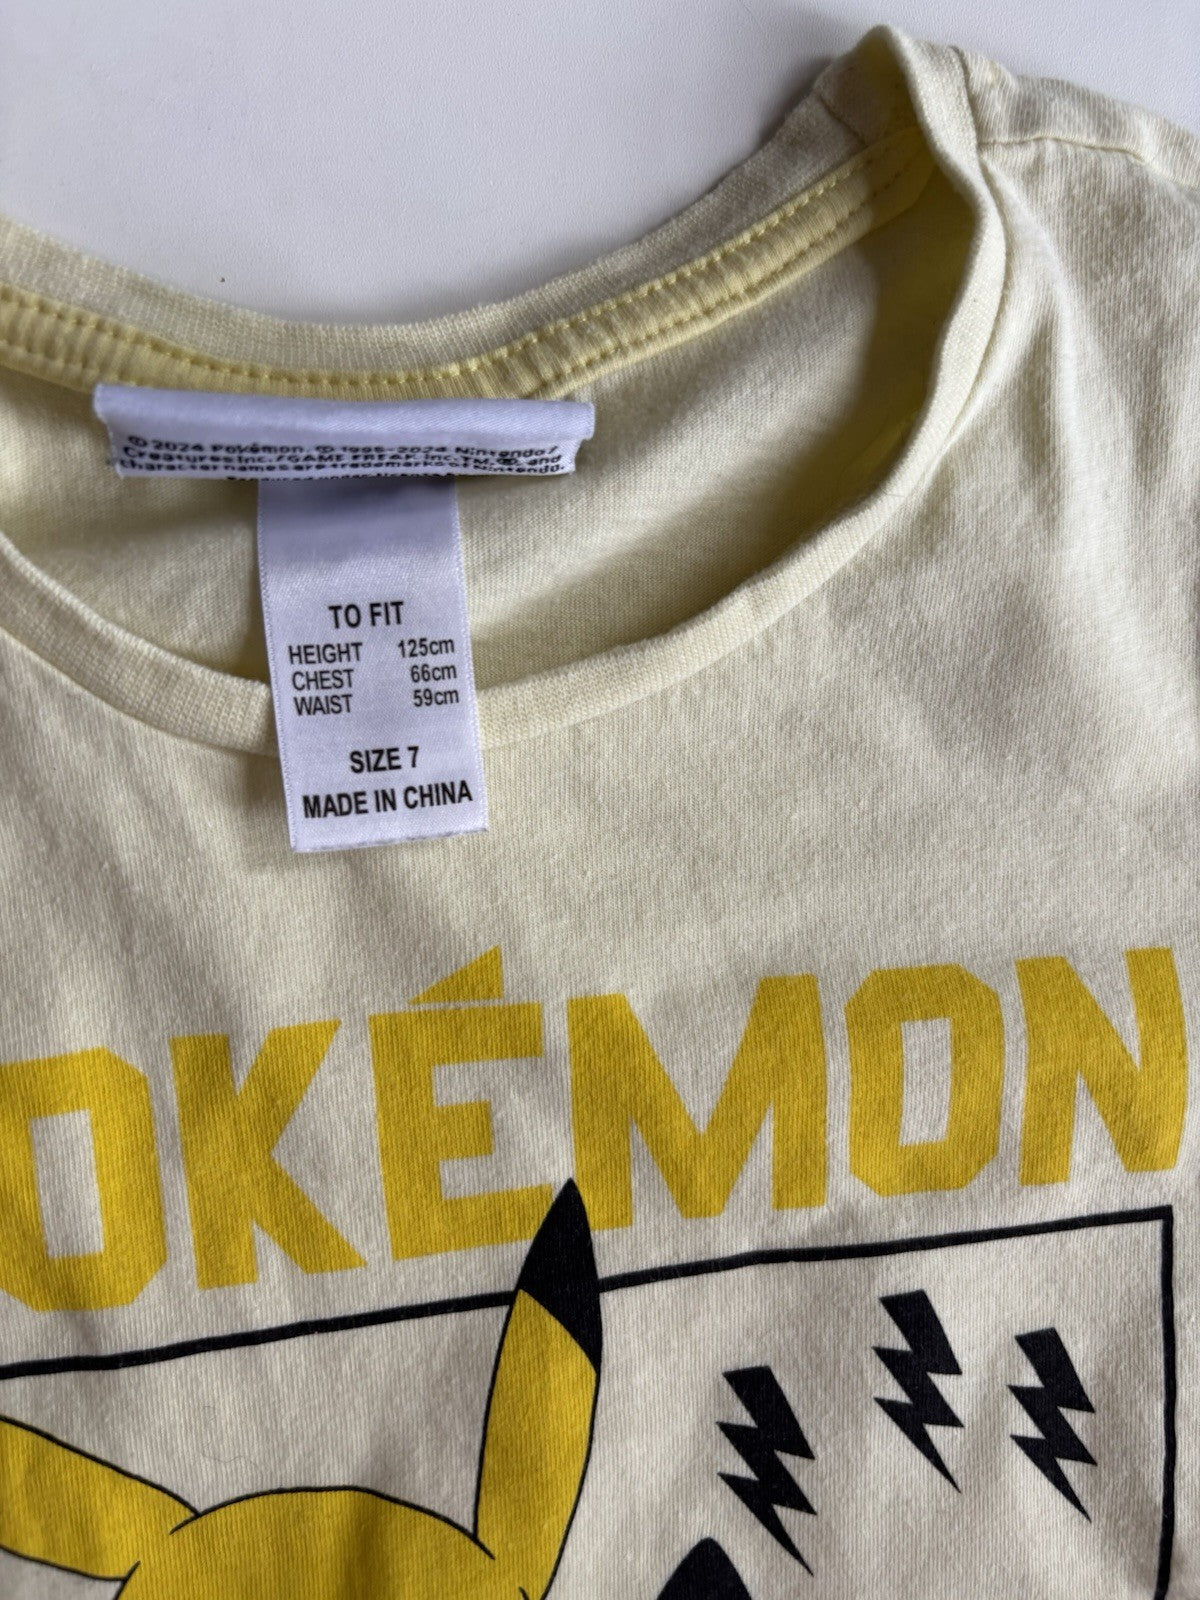 © 2024 Pokémon. © 1995–2024 Nintendo/
Creatures Inc./GAME FREAK inc. TM, ®, and
character names are trademarks of Nintendo.
TO FIT
HEIGHT 125cm
CHEST 66cm
WAIST 59cm
SIZE 7
MADE IN CHINA
OKÉMON